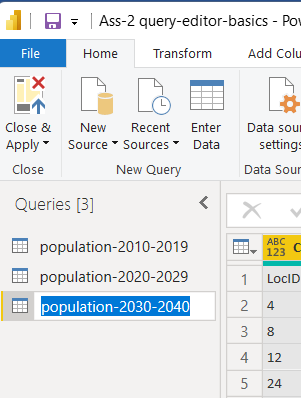 Ass-2 query-editor-basics - Pow
File
Home
Transform
Add Colu
Close &
Apply
New
Source
Recent
Sources
Enter
Data
Data sour
settings
Close
New Query
Data Sour
Queries [3]
population-2010-2019
population-2020-2029
population-2030-2040
ABC
123
C
1
LocID
2
4
3
8
4
12
5
24